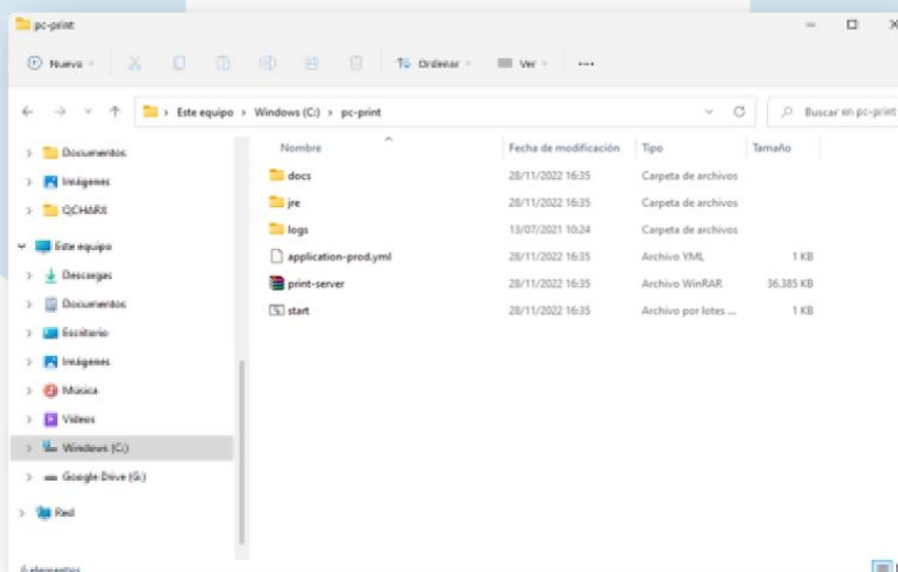 pc-print
Nuevo
Ordenar
Ver
Este equipo > Windows (C:) > pc-print
Buscar en pc-print
Documentos
Imágenes
QCHARX
Este equipo
Descargas
Documentos
Escritorio
Imágenes
Música
Vídeos
Windows (C:)
Google Drive (G:)
Red
Nombre Fecha de modificación Tipo Tamaño
docs 28/11/2022 16:35 Carpeta de archivos
jre 28/11/2022 16:35 Carpeta de archivos
logs 13/07/2021 10:24 Carpeta de archivos
application-prod.yml 28/11/2022 16:35 Archivo YML 1 KB
print-server 28/11/2022 16:35 Archivo WinRAR 36.385 KB
start 28/11/2022 16:35 Archivo por lotes ... 1 KB
6 elementos